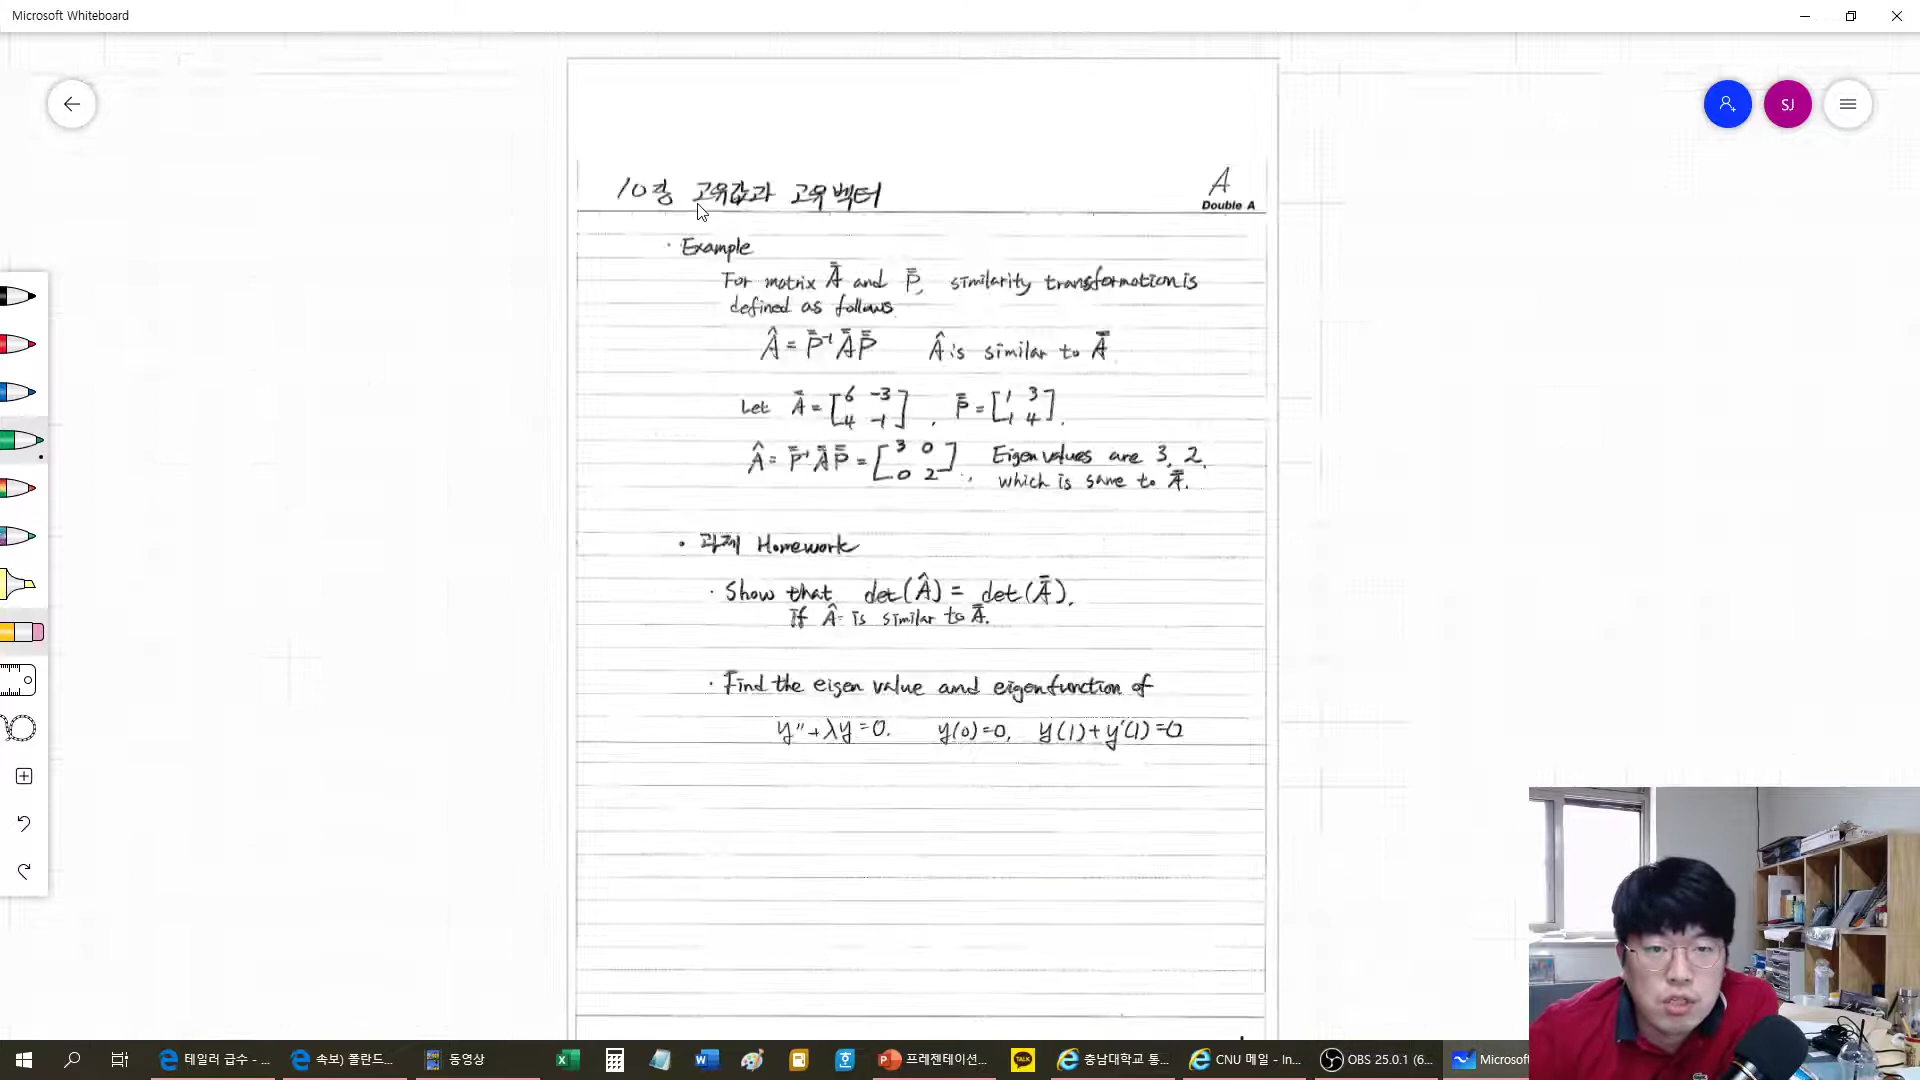 Microsoft Whiteboard
SJ
10장 고유값과 고유벡터
A
Double A
· Example
For matrix A̿ and P̿, similarity transformation is
defined as follows
Â = P̿⁻¹ A̿ P̿   Â is similar to A̿
Let A̿ = [6 -3; 4 -1], P̿ = [1 3; 1 4].
Â = P̿⁻¹ A̿ P̿ = [3 0; 0 2], Eigenvalues are 3, 2.
which is same to A̿.
· 과제 Homework
· Show that det(Â) = det(A̿).
if Â is similar to A̿.
· Find the eigen value and eigenfunction of
y'' + λy = 0.   y(0)=0, y(1)+y'(1)=0
테일러 급수 - ...
속보) 폴란드...
동영상
프레젠테이션...
TALK
충남대학교 통...
CNU 메일 - In...
OBS 25.0.1 (6...
Microsoft